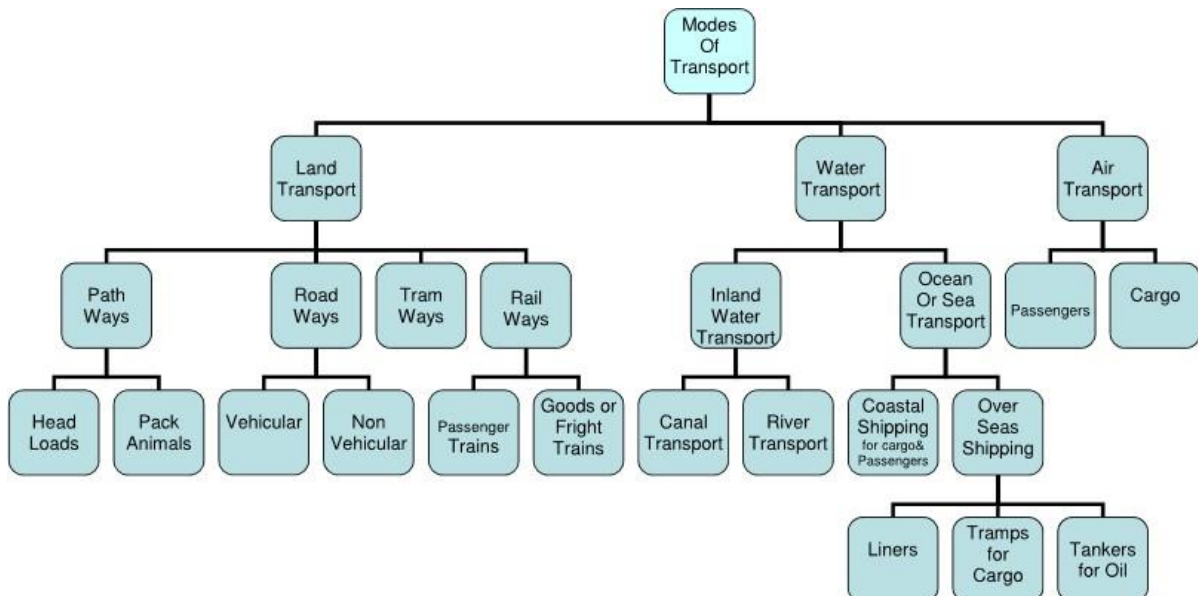 Modes
Of
Transport
Land
Transport
Water
Transport
Air
Transport
Path
Ways
Road
Ways
Tram
Ways
Rail
Ways
Inland
Water
Transport
Ocean
Or Sea
Transport
Passengers
Cargo
Head
Loads
Pack
Animals
Vehicular
Non
Vehicular
Passenger
Trains
Goods or
Fright
Trains
Canal
Transport
River
Transport
Coastal
Shipping
for cargo&
Passengers
Over
Seas
Shipping
Liners
Tramps
for
Cargo
Tankers
for Oil